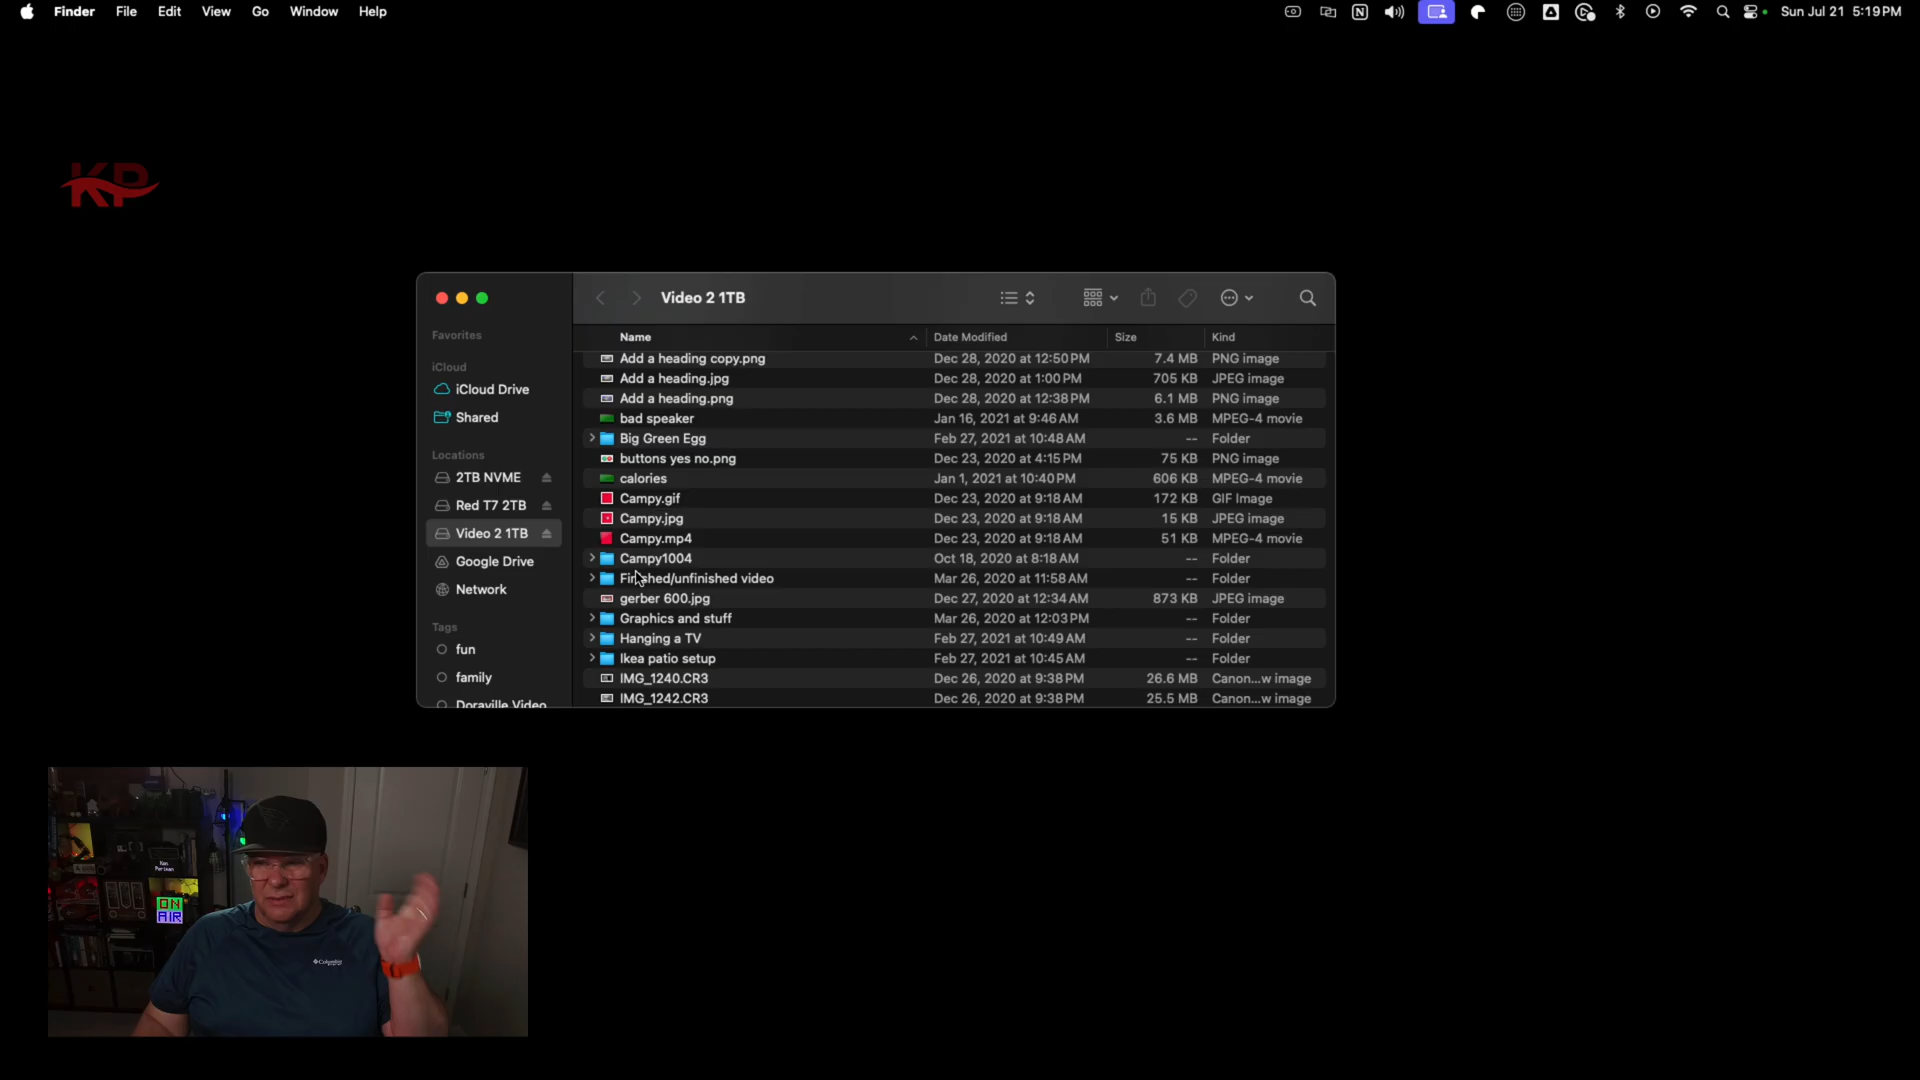 Finder File Edit View Go Window Help
Sun Jul 21 5:19 PM
KP
Video 2 1TB
Favorites
iCloud
iCloud Drive
Shared
Locations
2TB NVME
Red T7 2TB
Video 2 1TB
Google Drive
Network
Tags
fun
family
Doraville Video
Name Date Modified Size Kind
Add a heading copy.png Dec 28, 2020 at 12:50 PM 7.4 MB PNG image
Add a heading.jpg Dec 28, 2020 at 1:00 PM 705 KB JPEG image
Add a heading.png Dec 28, 2020 at 12:38 PM 6.1 MB PNG image
bad speaker Jan 16, 2021 at 9:46 AM 3.6 MB MPEG-4 movie
Big Green Egg Feb 27, 2021 at 10:48 AM -- Folder
buttons yes no.png Dec 23, 2020 at 4:15 PM 75 KB PNG image
calories Jan 1, 2021 at 10:40 PM 606 KB MPEG-4 movie
Campy.gif Dec 23, 2020 at 9:18 AM 172 KB GIF Image
Campy.jpg Dec 23, 2020 at 9:18 AM 15 KB JPEG image
Campy.mp4 Dec 23, 2020 at 9:18 AM 51 KB MPEG-4 movie
Campy1004 Oct 18, 2020 at 8:18 AM -- Folder
Finished/unfinished video Mar 26, 2020 at 11:58 AM -- Folder
gerber 600.jpg Dec 27, 2020 at 12:34 AM 873 KB JPEG image
Graphics and stuff Mar 26, 2020 at 12:03 PM -- Folder
Hanging a TV Feb 27, 2021 at 10:49 AM -- Folder
Ikea patio setup Feb 27, 2021 at 10:45 AM -- Folder
IMG_1240.CR3 Dec 26, 2020 at 9:38 PM 26.6 MB Canon...w image
IMG_1242.CR3 Dec 26, 2020 at 9:38 PM 25.5 MB Canon...w image
ON
AIR
Columbia